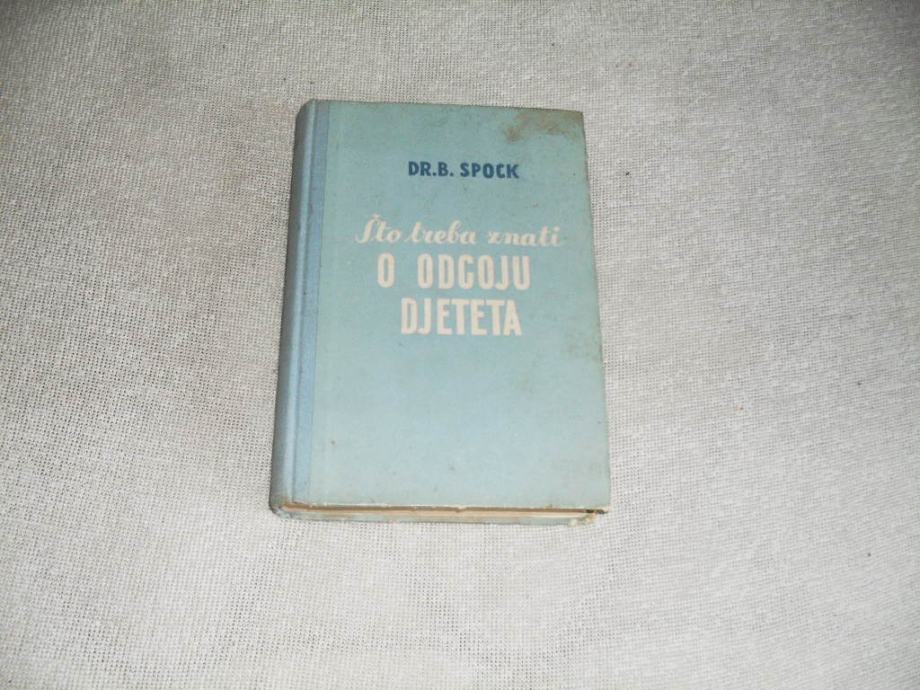 DR.B. SPOCK
Što treba znati
O ODGOJU
DJETETA